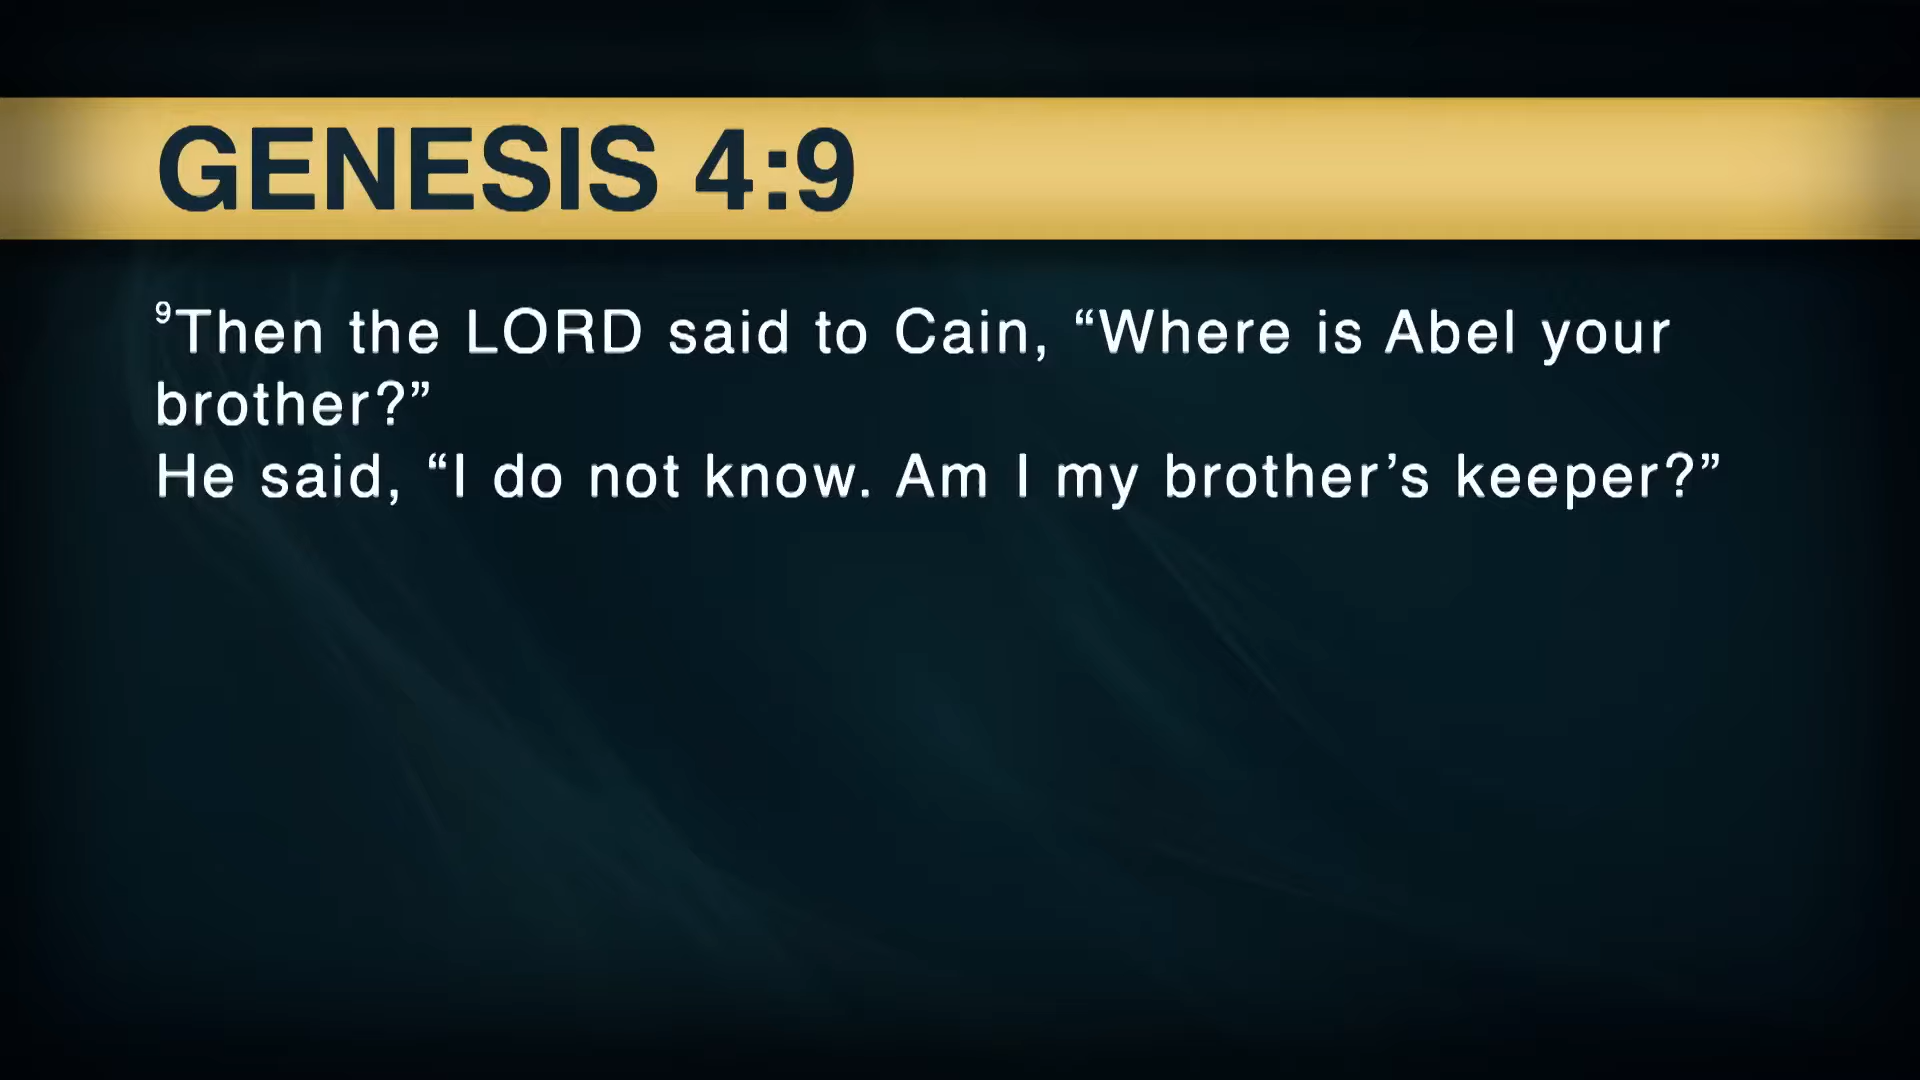 GENESIS 4:9
⁹Then the LORD said to Cain, “Where is Abel your
brother?”
He said, “I do not know. Am I my brother’s keeper?”